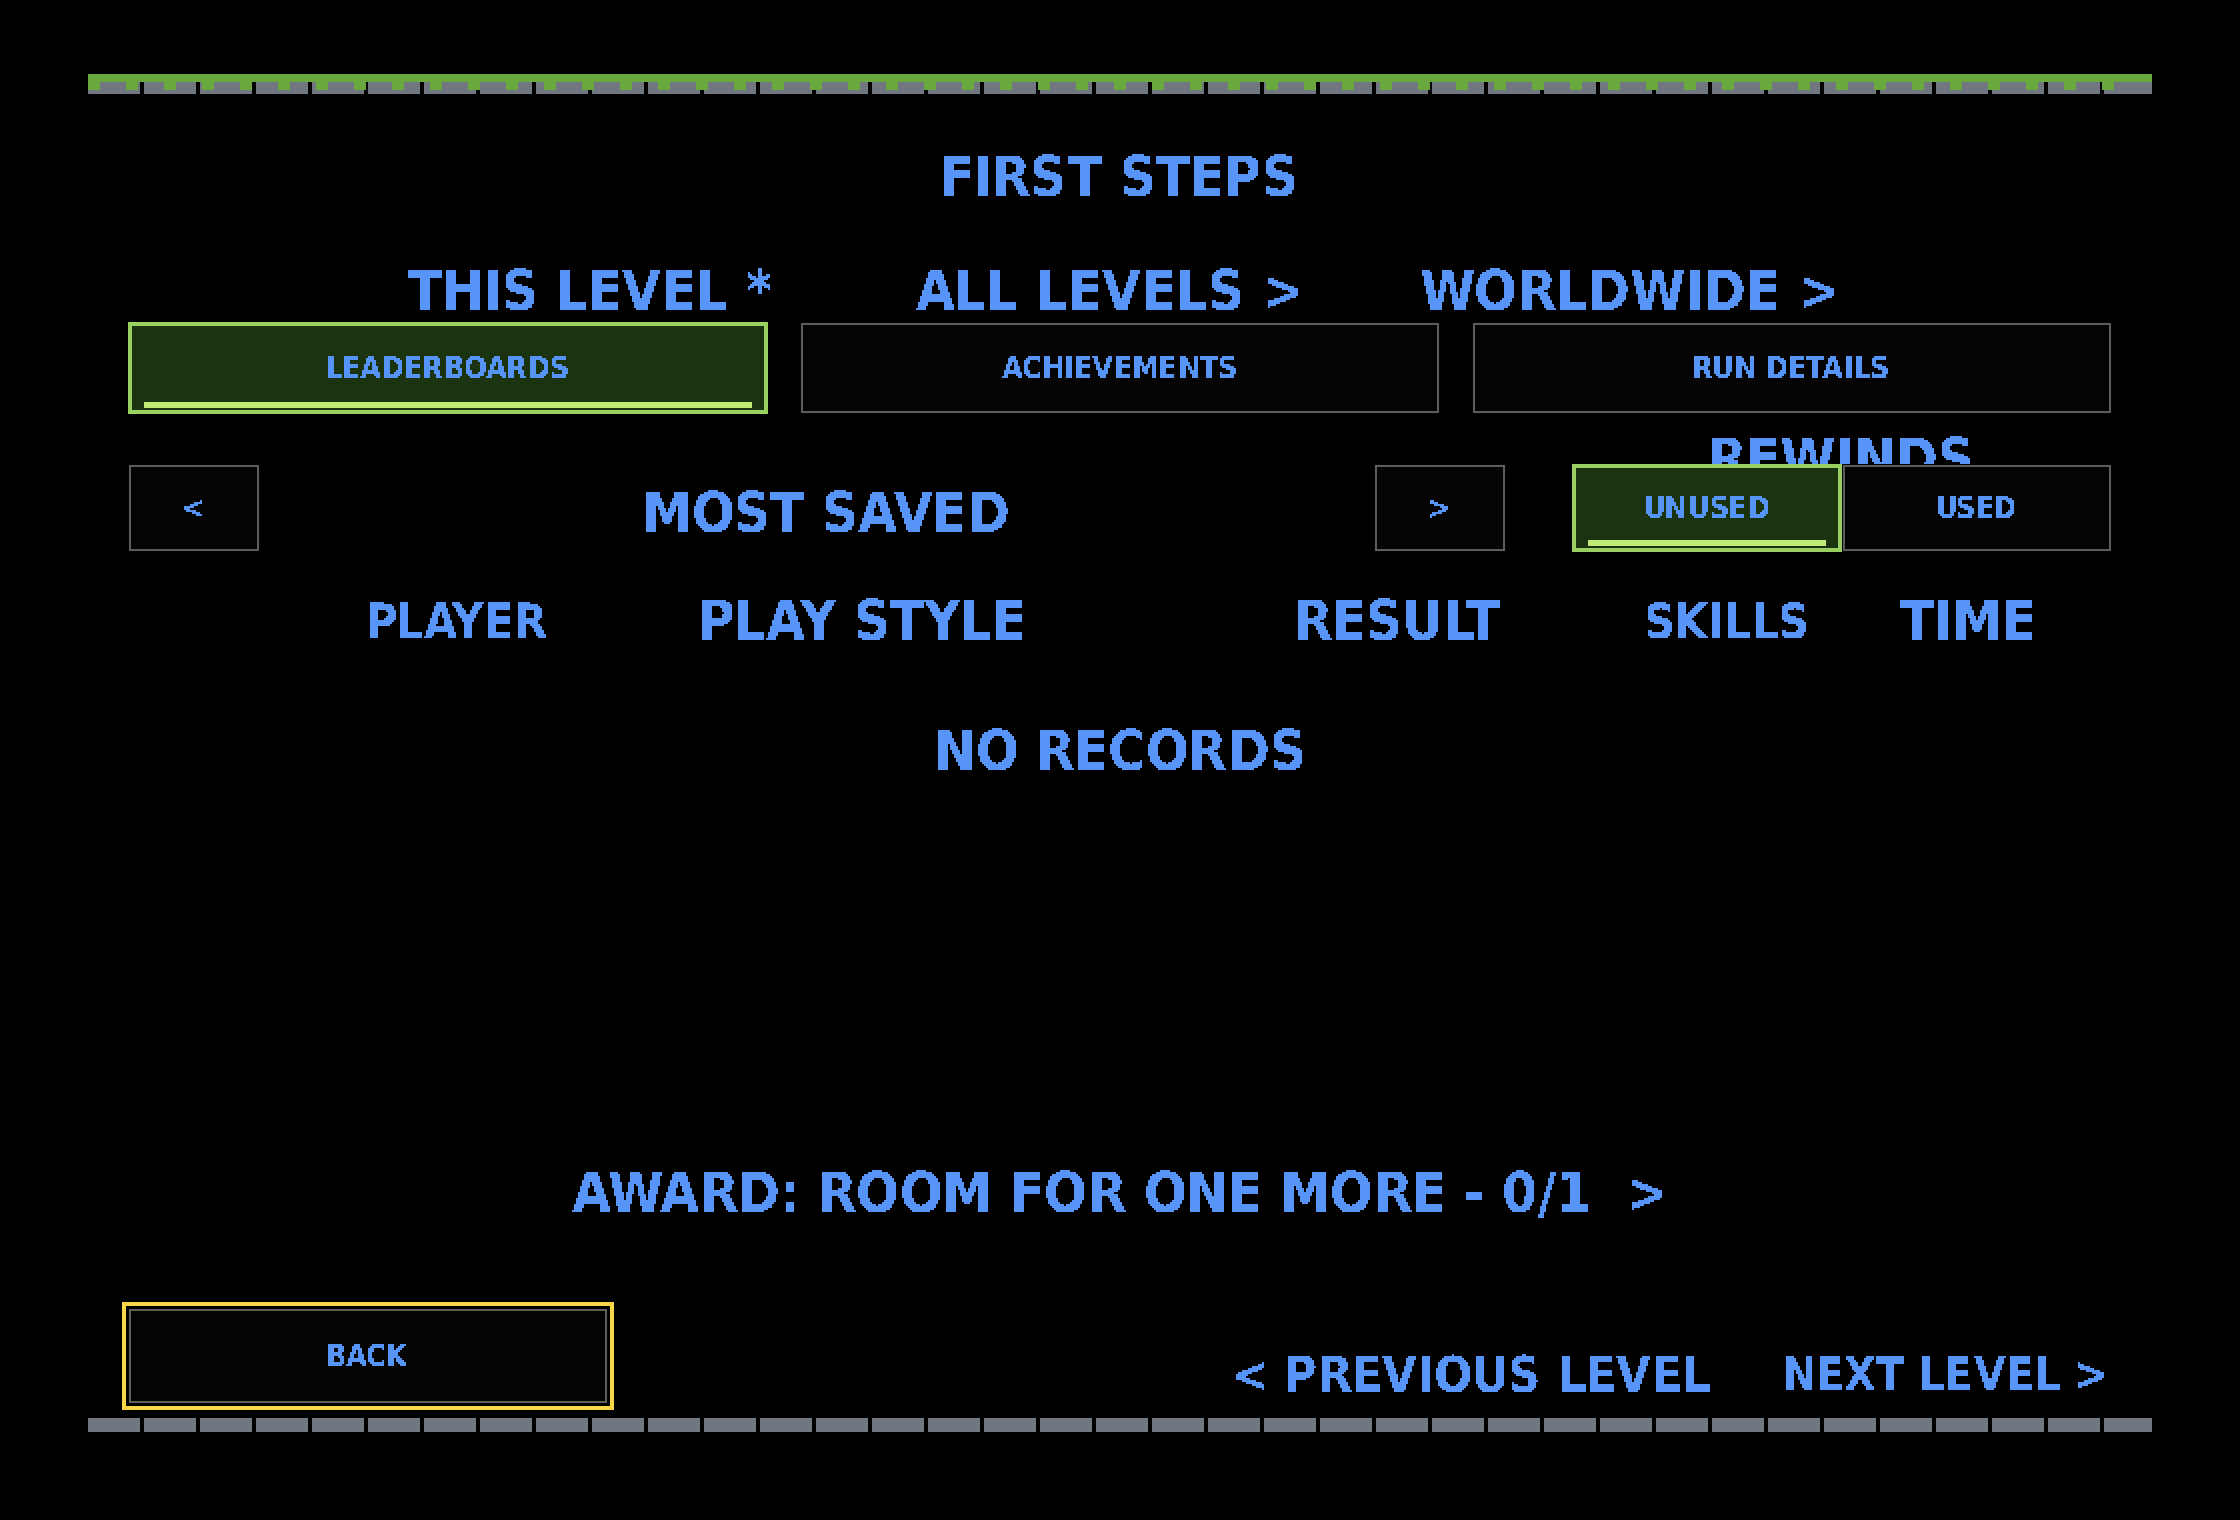 FIRST STEPS
THIS LEVEL * ALL LEVELS > WORLDWIDE >
LEADERBOARDS ACHIEVEMENTS RUN DETAILS
REWINDS
< MOST SAVED > UNUSED USED
PLAYER PLAY STYLE RESULT SKILLS TIME
NO RECORDS
AWARD: ROOM FOR ONE MORE - 0/1 >
BACK < PREVIOUS LEVEL NEXT LEVEL >